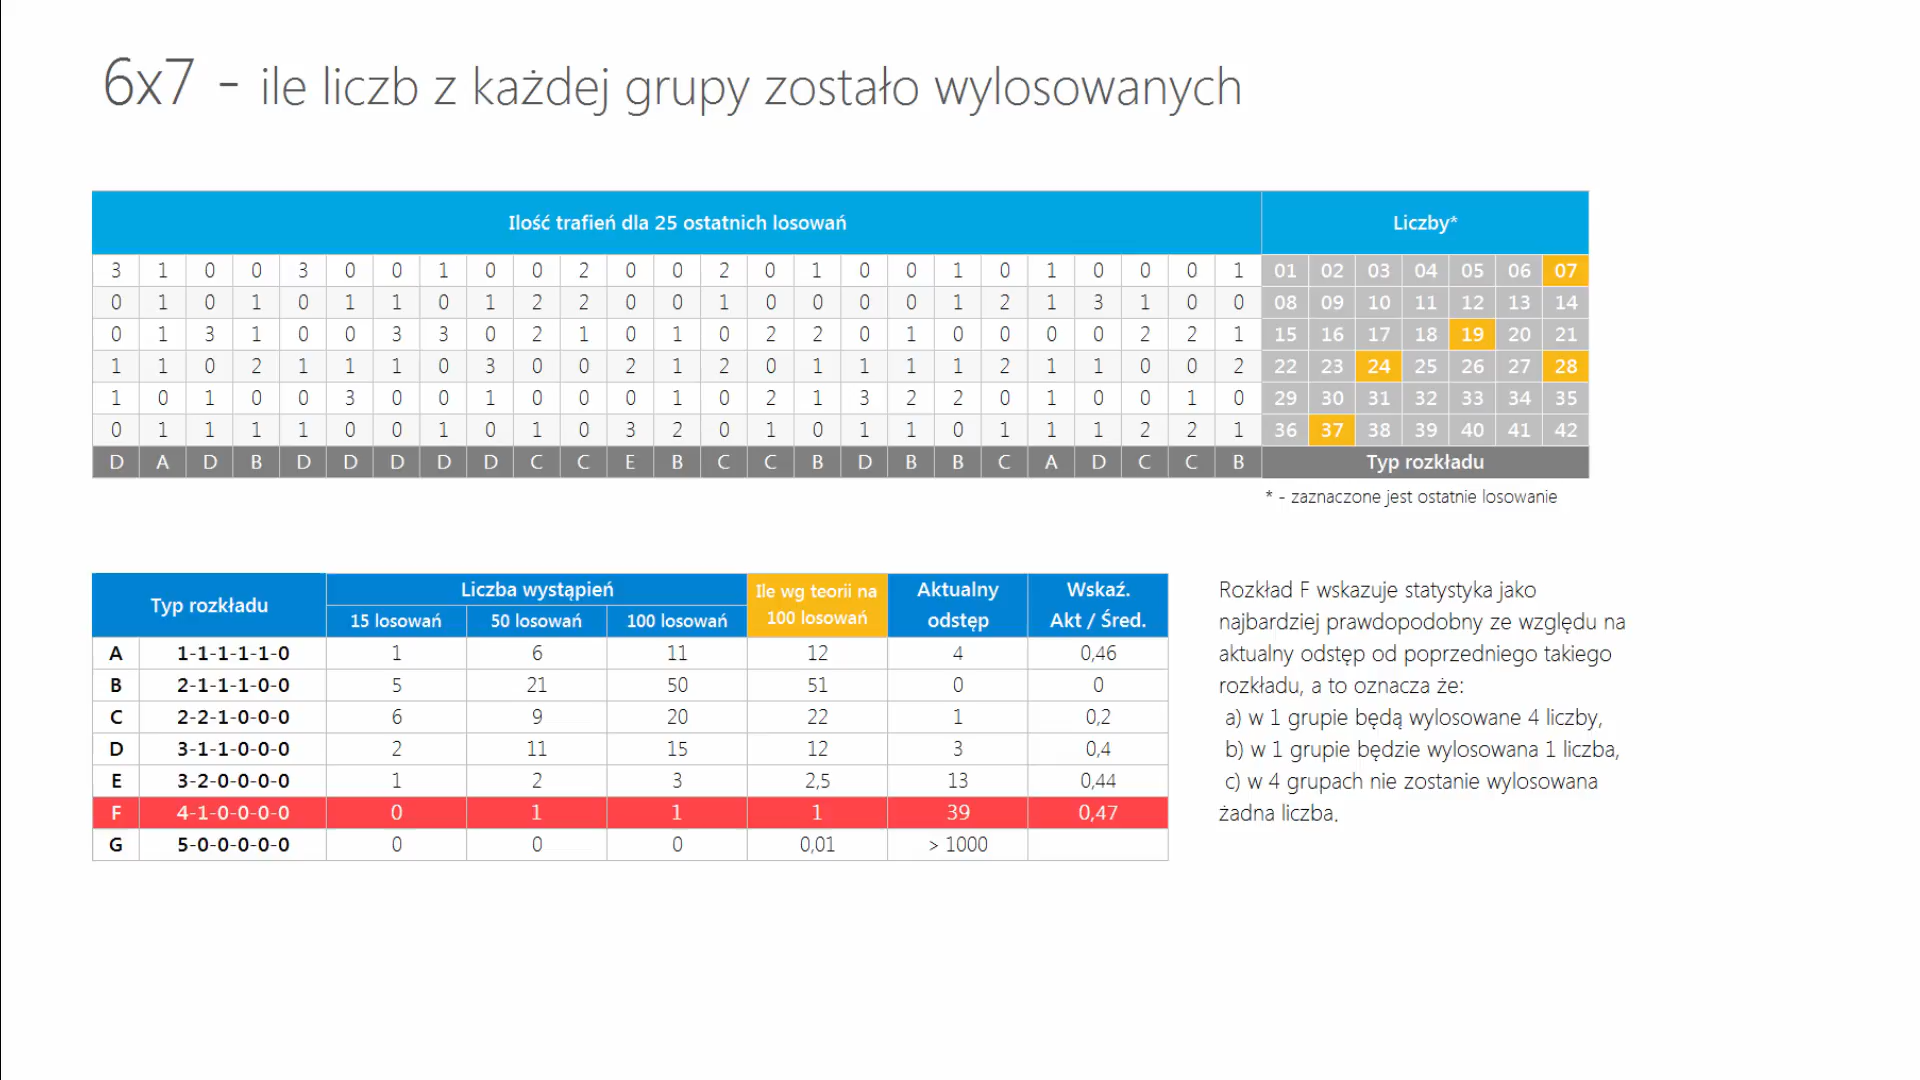 6x7 - ile liczb z każdej grupy zostało wylosowanych
Ilość trafień dla 25 ostatnich losowań Liczby*
3 1 0 0 3 0 0 1 0 0 2 0 0 2 0 1 0 0 1 0 1 0 0 0 1 01 02 03 04 05 06 07
0 1 0 1 0 1 1 0 1 2 2 0 0 1 0 0 0 0 1 2 1 3 1 0 0 08 09 10 11 12 13 14
0 1 3 1 0 0 3 3 0 2 1 0 1 0 2 2 0 1 0 0 0 0 2 2 1 15 16 17 18 19 20 21
1 1 0 2 1 1 1 0 3 0 0 2 1 2 0 1 1 1 1 2 1 1 0 0 2 22 23 24 25 26 27 28
1 0 1 0 0 3 0 0 1 0 0 0 1 0 2 1 3 2 2 0 1 0 0 1 0 29 30 31 32 33 34 35
0 1 1 1 1 0 0 1 0 1 0 3 2 0 1 0 1 1 0 1 1 1 2 2 1 36 37 38 39 40 41 42
D A D B D D D D D C C E B C C B D B B C A D C C B Typ rozkładu
* - zaznaczone jest ostatnie losowanie
Typ rozkładu Liczba wystąpień Ile wg teorii na 100 losowań Aktualny odstęp Wskaź. Akt / Śred.
15 losowań 50 losowań 100 losowań
A 1-1-1-1-1-0 1 6 11 12 4 0,46
B 2-1-1-1-0-0 5 21 50 51 0 0
C 2-2-1-0-0-0 6 9 20 22 1 0,2
D 3-1-1-0-0-0 2 11 15 12 3 0,4
E 3-2-0-0-0-0 1 2 3 2,5 13 0,44
F 4-1-0-0-0-0 0 1 1 1 39 0,47
G 5-0-0-0-0-0 0 0 0 0,01 > 1000
Rozkład F wskazuje statystyka jako
najbardziej prawdopodobny ze względu na
aktualny odstęp od poprzedniego takiego
rozkładu, a to oznacza że:
a) w 1 grupie będą wylosowane 4 liczby,
b) w 1 grupie będzie wylosowana 1 liczba,
c) w 4 grupach nie zostanie wylosowana
żadna liczba.